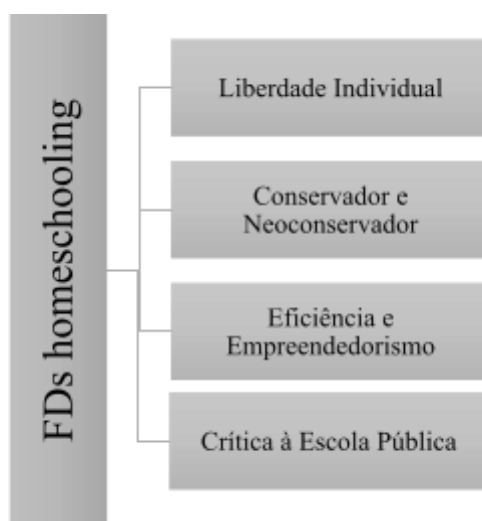 FDs homeschooling
Liberdade Individual
Conservador e
Neoconservador
Eficiência e
Empreendedorismo
Crítica à Escola Pública